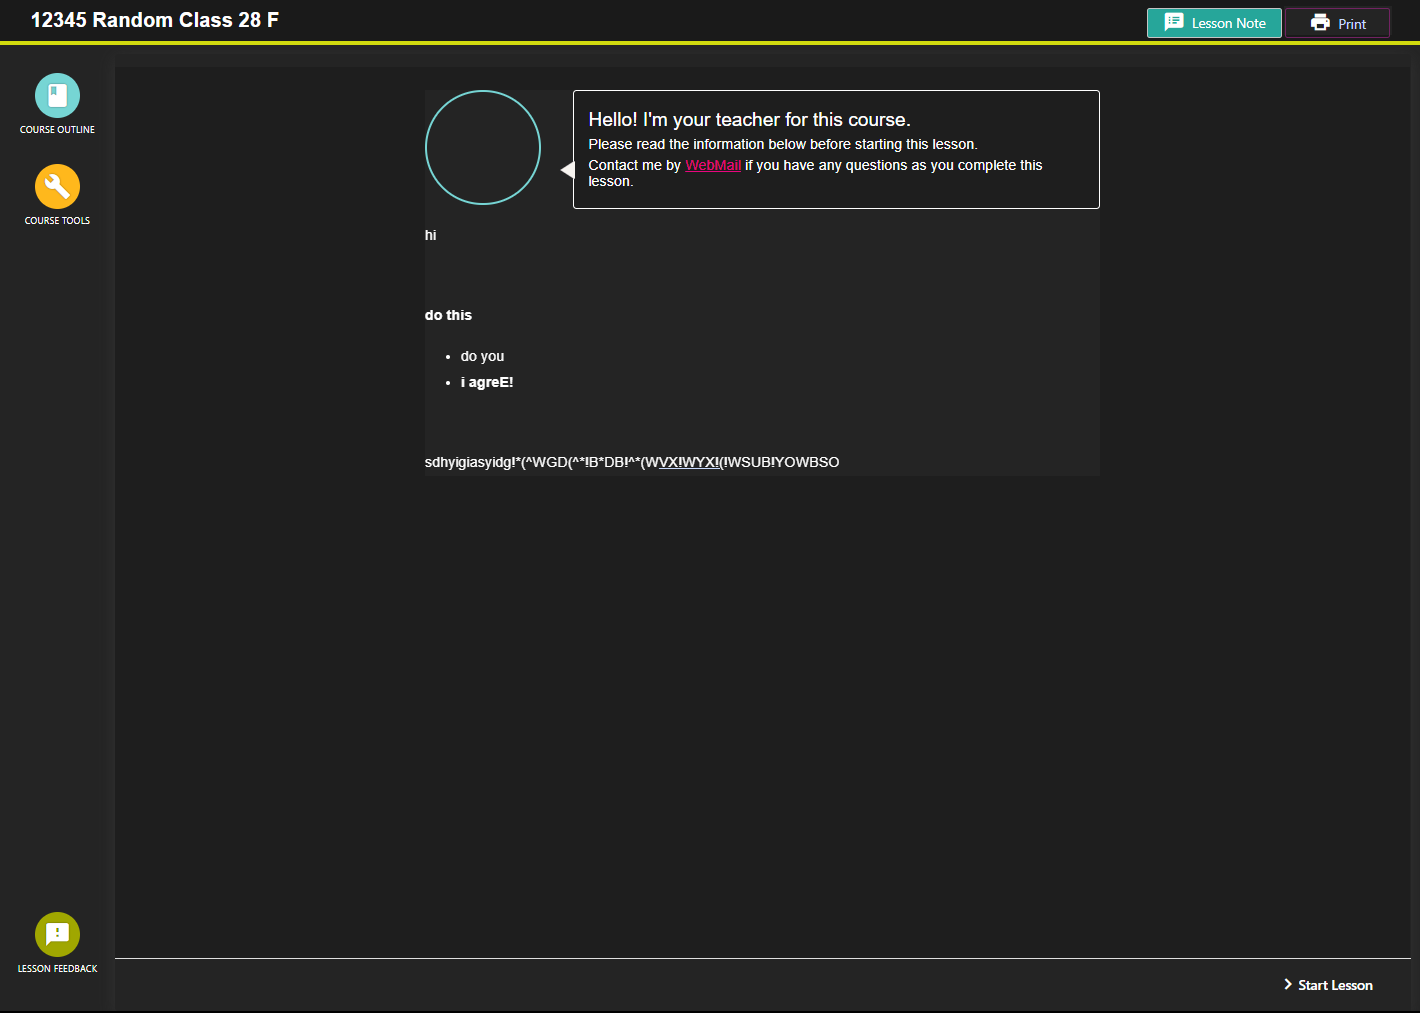 12345 Random Class 28 F
Lesson Note
Print
COURSE OUTLINE
COURSE TOOLS
Hello! I'm your teacher for this course.
Please read the information below before starting this lesson.
Contact me by WebMail if you have any questions as you complete this
lesson.
hi
do this
do you
i agreE!
sdhyigiasyidg!*(^WGD(^*!B*DB!^*(WVX!WYX!(!WSUB!YOWBSO
LESSON FEEDBACK
Start Lesson